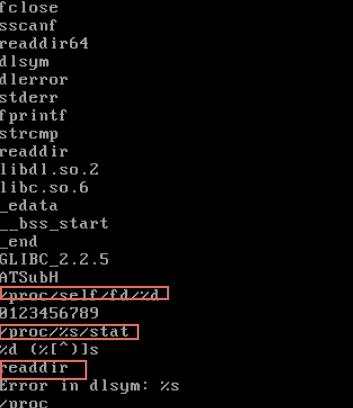 fclose
sscanf
readdir64
dlsym
dlerror
stderr
fprintf
strcmp
readdir
libdl.so.2
libc.so.6
_edata
__bss_start
_end
GLIBC_2.2.5
ATSubH
/proc/self/fd/%d
0123456789
/proc/%s/stat
%d (%[^)]s
readdir
Error in dlsym: %s
/proc